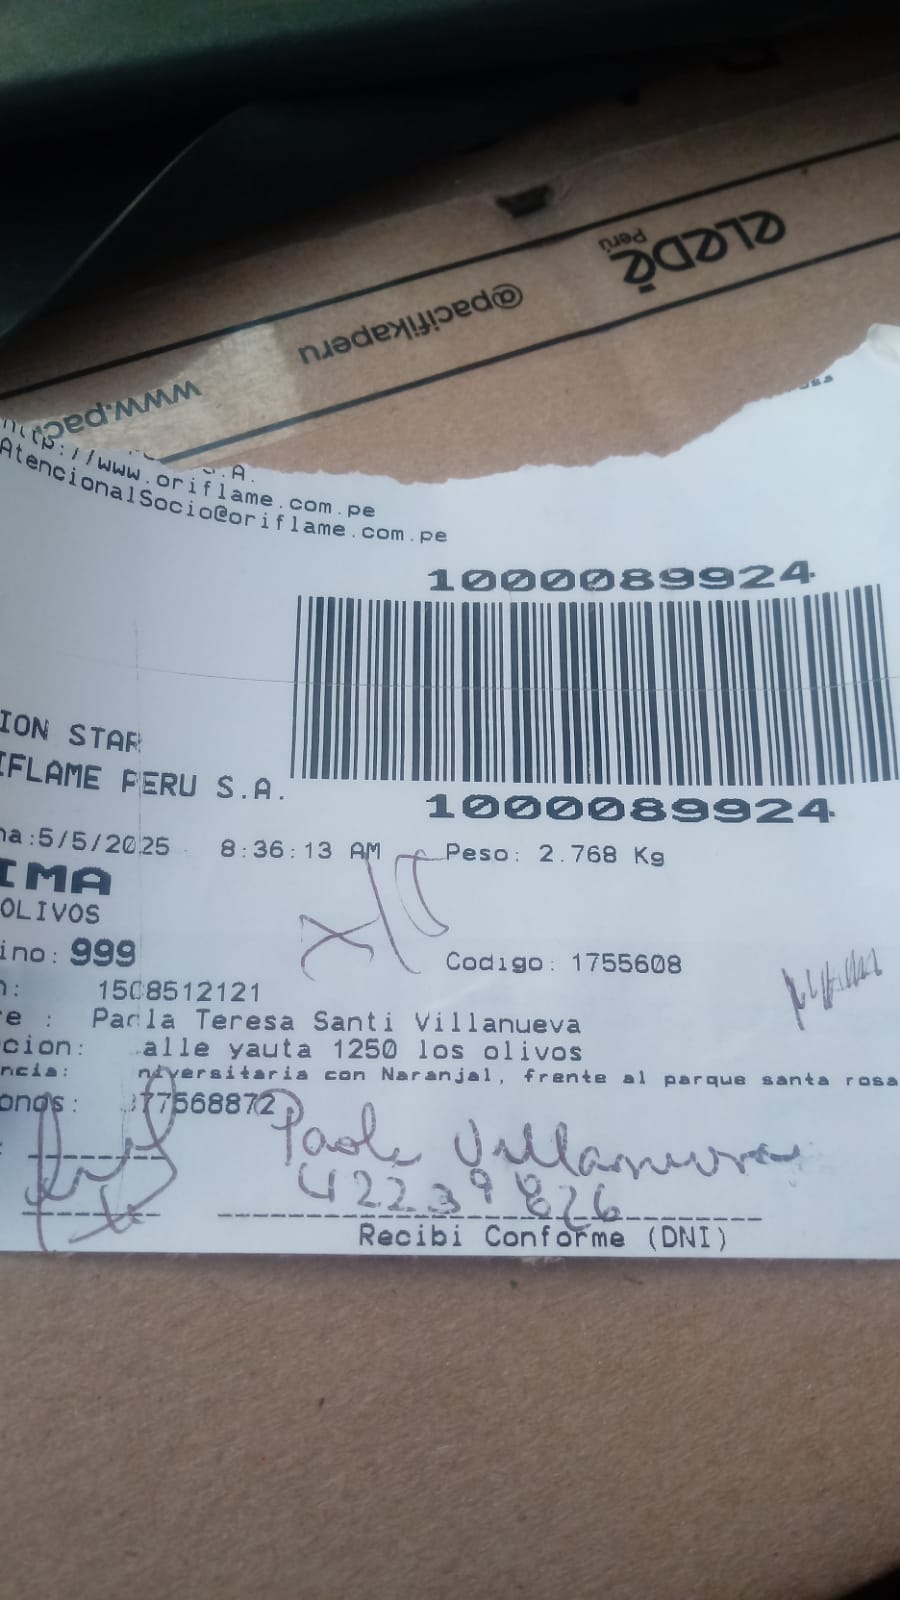 eLeDē
Perú
@pacifikaperu
www.pac
S.A.
http://www.oriflame.com.pe
AtencionalSocio@oriflame.com.pe
1000089924
ION STAR
IFLAME PERU S.A.
1000089924
ha:5/5/2025 8:36:13 AM Peso: 2.768 Kg
IMA
OLIVOS
ino: 999
Codigo: 1755608
n: 1508512121
e : Paola Teresa Santi Villanueva
cion: alle yauta 1250 los olivos
ncia: niversitaria con Naranjal, frente al parque santa rosa
onos: 77568872
Paola Villanueva
42239826
Recibi Conforme (DNI)